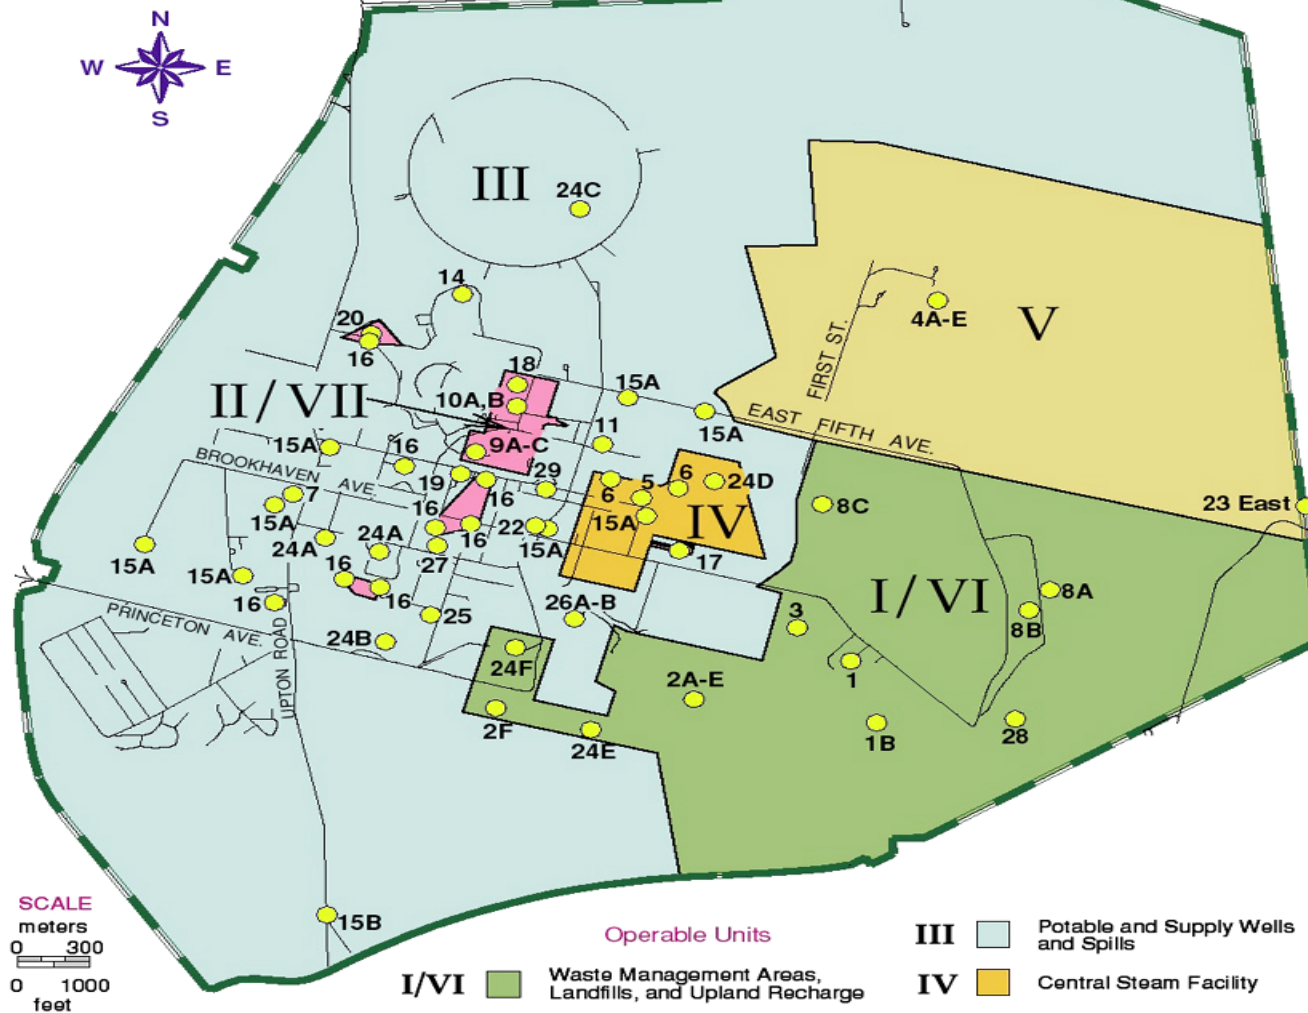 N
W E
S
III
24C
14
20
16
4A-E
V
FIRST ST.
18
15A
II/VII
10A,B
15A
EAST FIFTH AVE.
11
15A
16
9A-C
BROOKHAVEN AVE.
19
29
16
6
5
6
24D
7
15A
16
15A
IV
8C
23 East
24A
24A
16
22
15A
17
15A
27
15A
16
16
I/VI
8A
16
25
26A-B
3
8B
PRINCETON AVE.
24B
UPTON ROAD
24F
2A-E
1
2F
24E
1B
28
15B
SCALE
meters
0 300
0 1000
feet
Operable Units
I/VI Waste Management Areas,
Landfills, and Upland Recharge
III Potable and Supply Wells
and Spills
IV Central Steam Facility